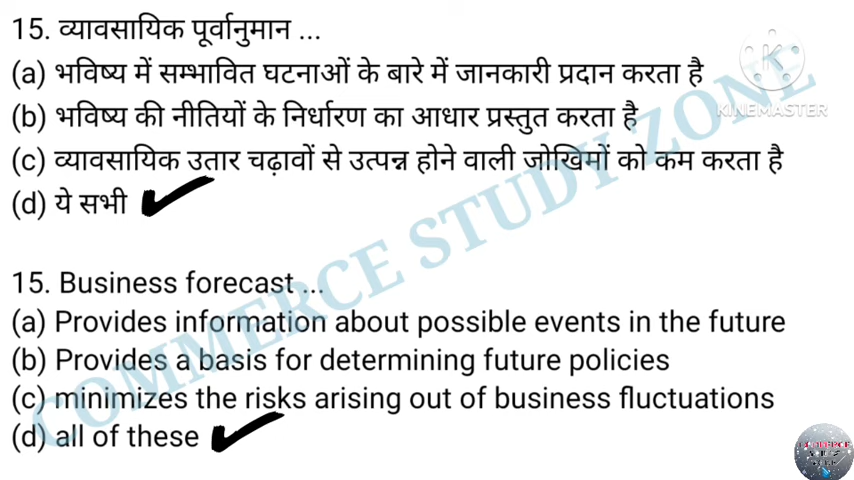 15. व्यावसायिक पूर्वानुमान ...
(a) भविष्य में सम्भावित घटनाओं के बारे में जानकारी प्रदान करता है
(b) भविष्य की नीतियों के निर्धारण का आधार प्रस्तुत करता है
(c) व्यावसायिक उतार चढ़ावों से उत्पन्न होने वाली जोखिमों को कम करता है
(d) ये सभी
15. Business forecast ...
(a) Provides information about possible events in the future
(b) Provides a basis for determining future policies
(c) minimizes the risks arising out of business fluctuations
(d) all of these
COMMERCE STUDY ZONE
K
KINEMASTER